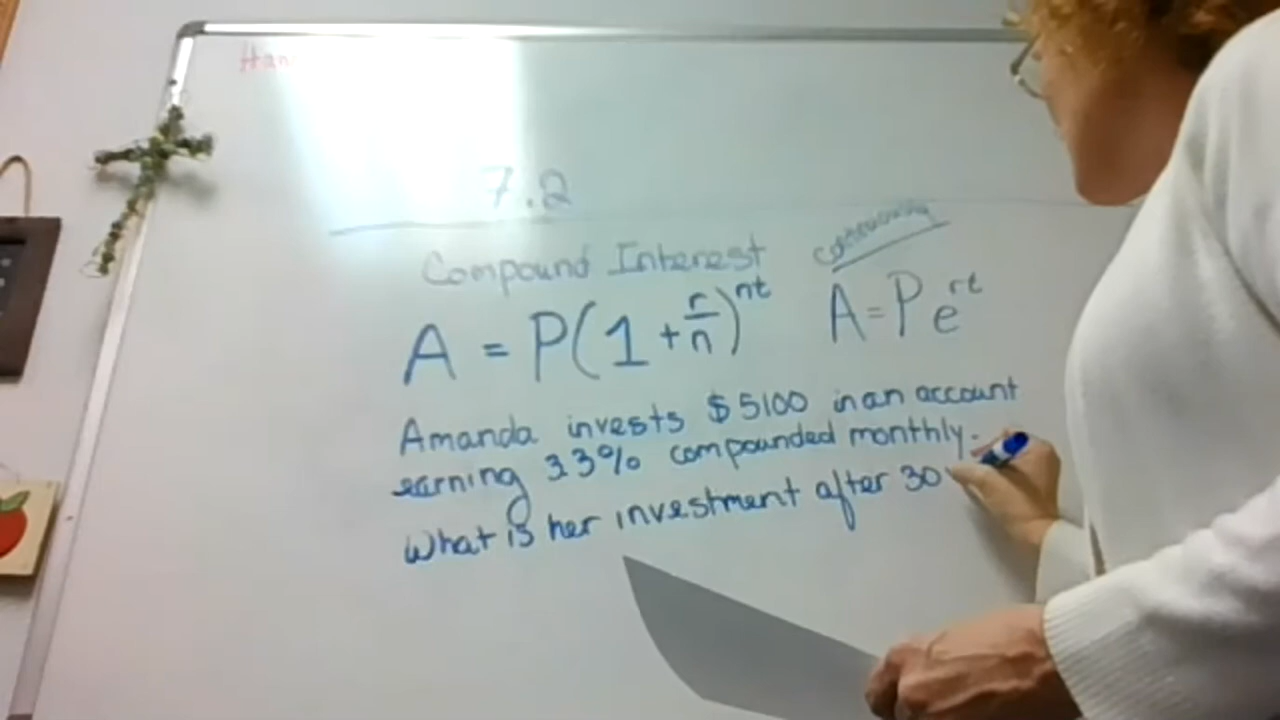 Han
7.2
Compound Interest
continuously
A = P(1 + r/n)^nt
A = Pe^rt
Amanda invests $5100 in an account
earning 3.3% compounded monthly.
What is her investment after 30